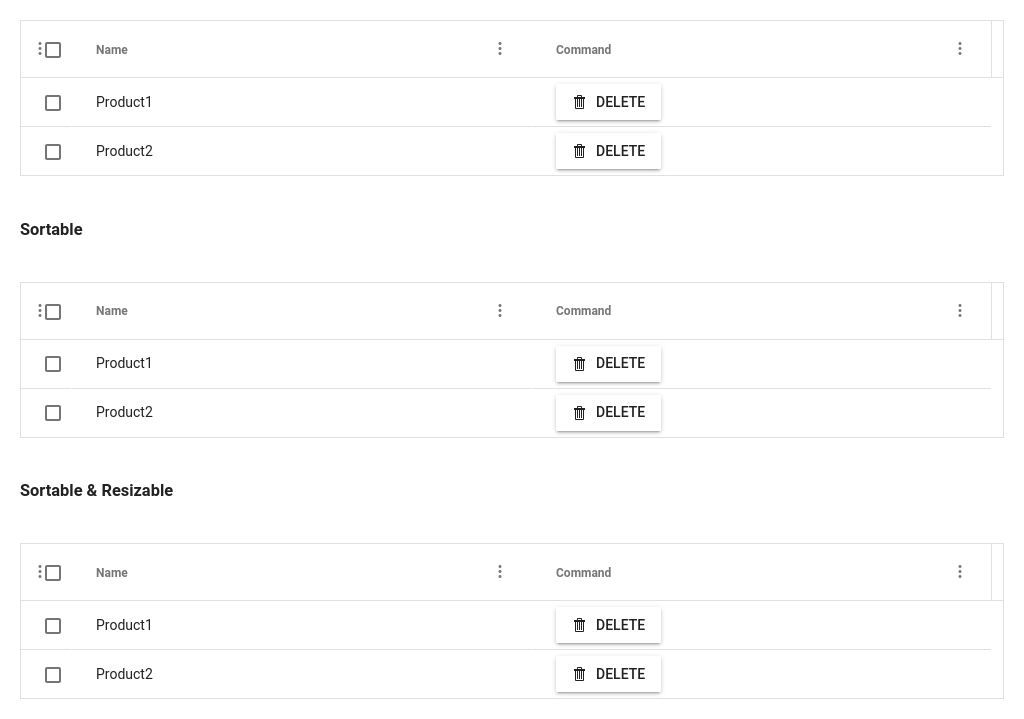 Name Command
Product1 DELETE
Product2 DELETE
Sortable
Name Command
Product1 DELETE
Product2 DELETE
Sortable & Resizable
Name Command
Product1 DELETE
Product2 DELETE